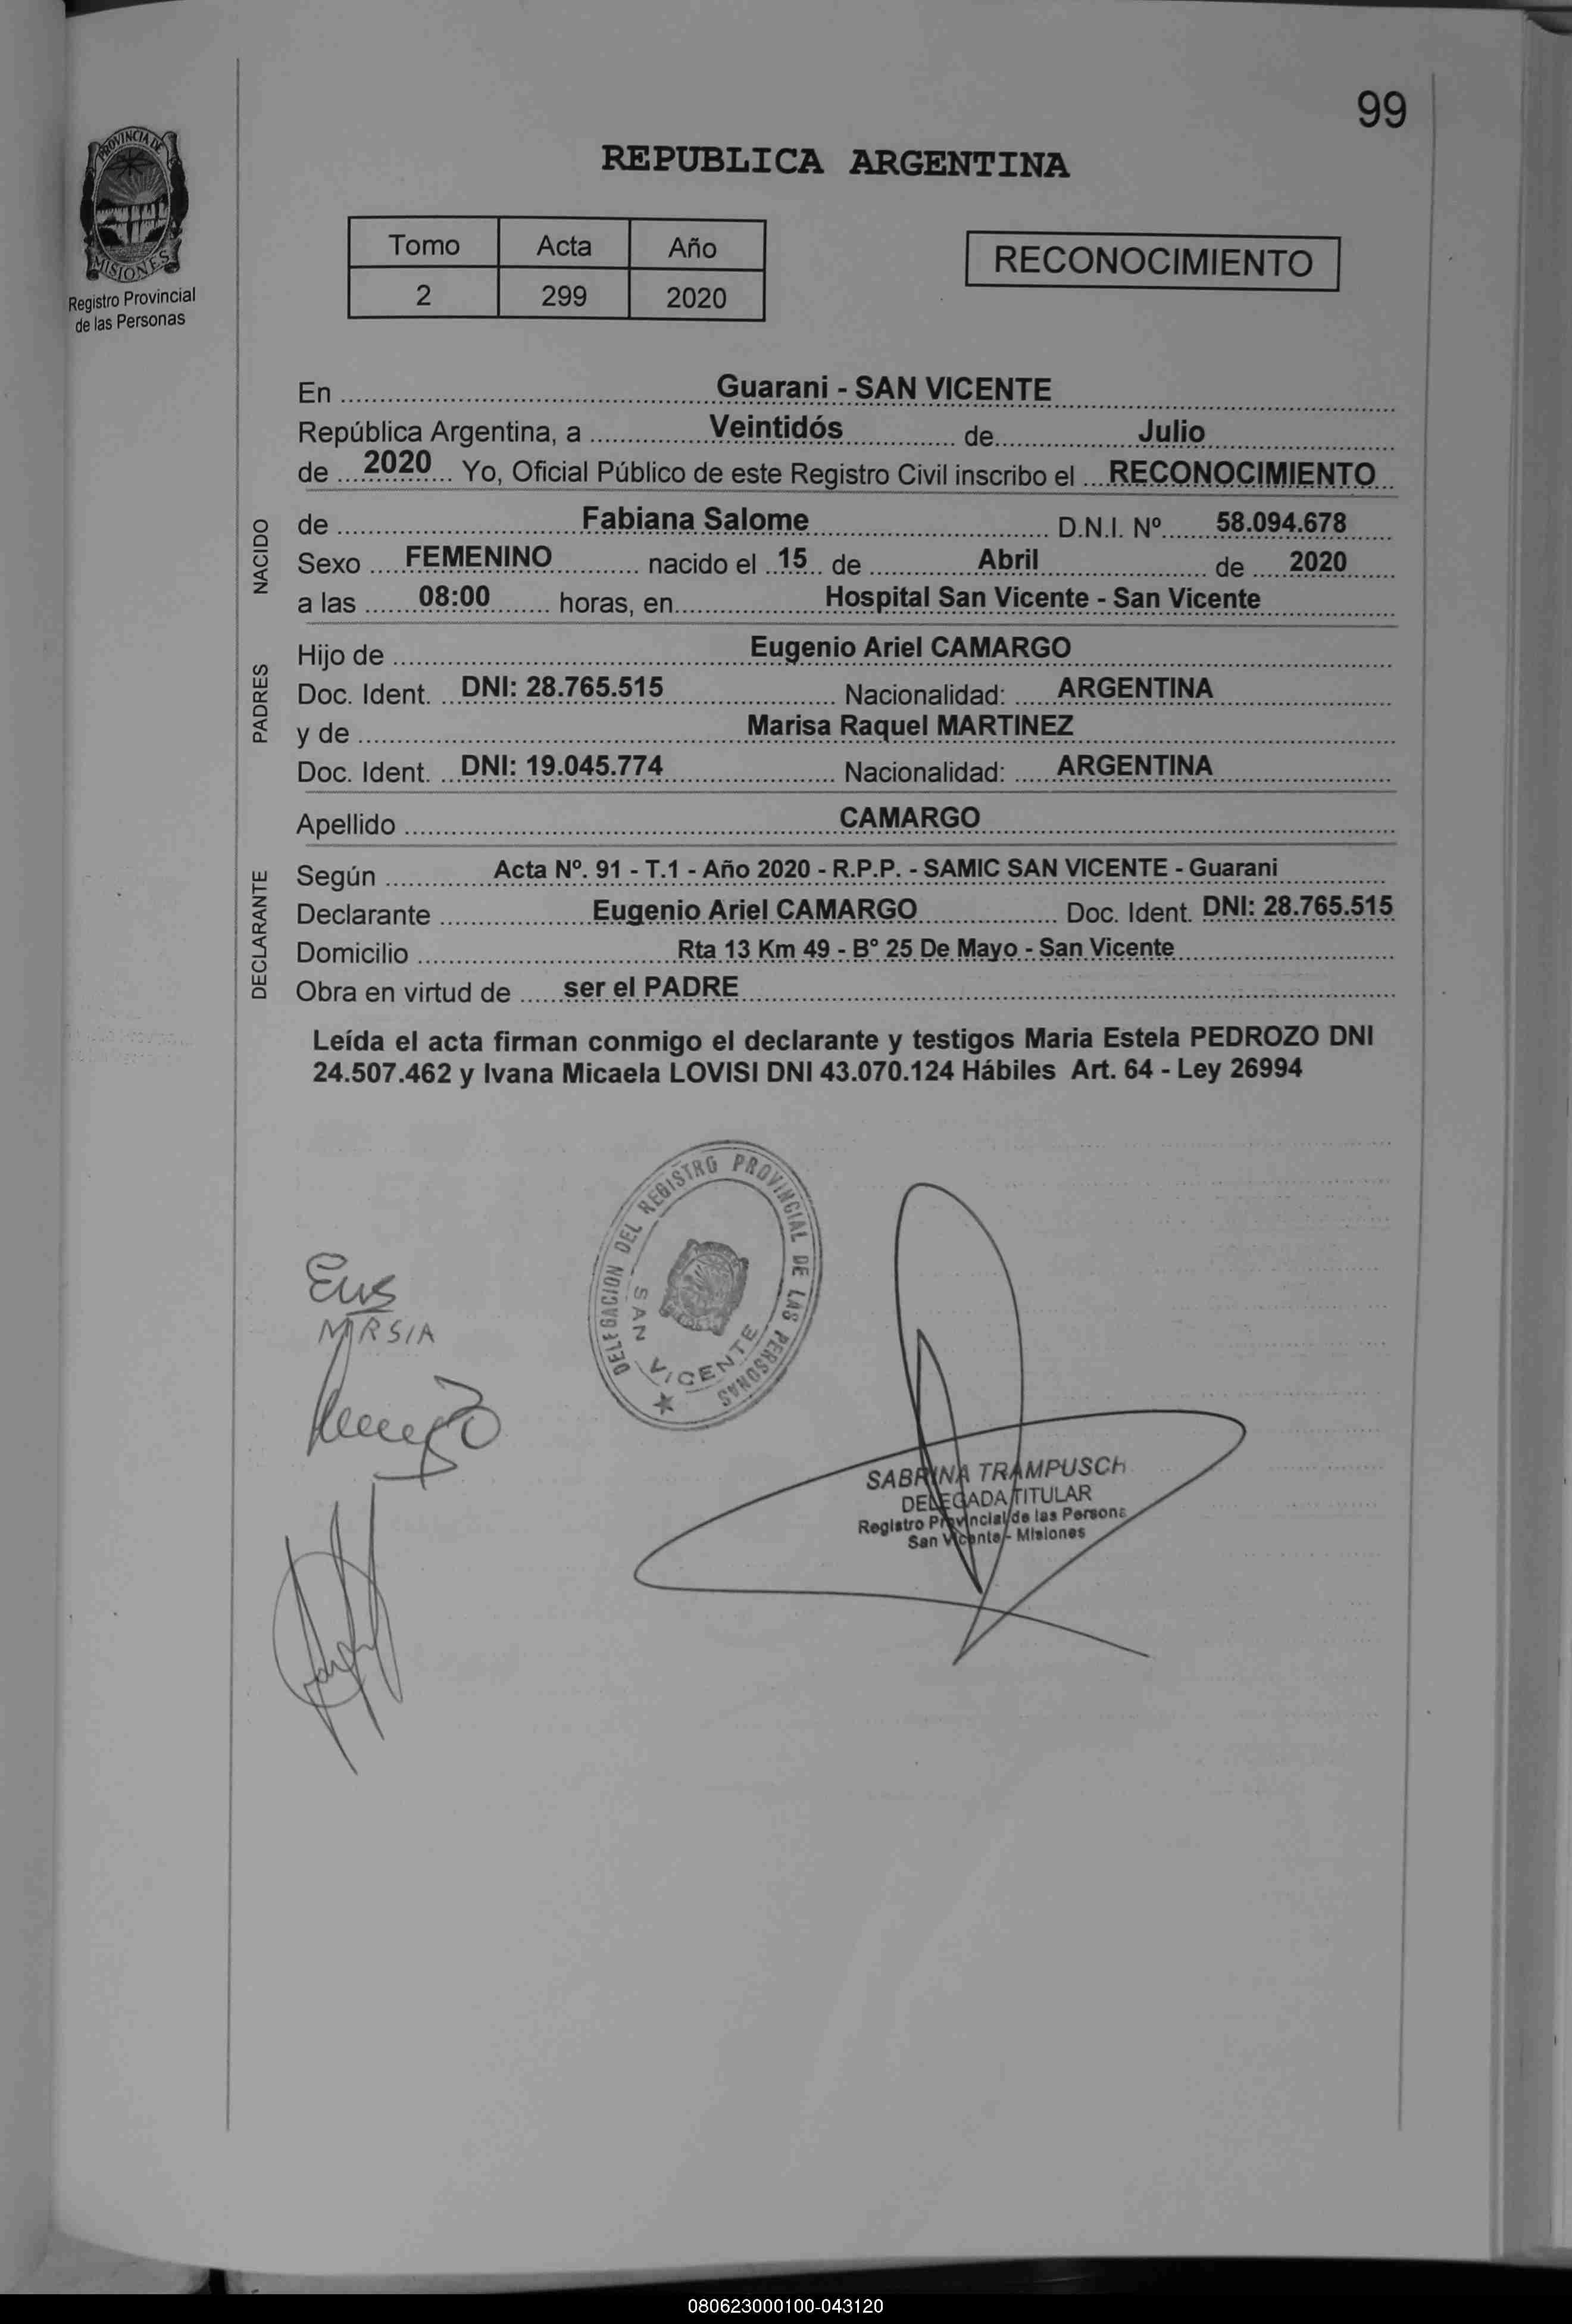 99
PROVINCIA DE
MISIONES
Registro Provincial
de las Personas
REPUBLICA ARGENTINA
Tomo Acta Año
2 299 2020
RECONOCIMIENTO
En Guarani - SAN VICENTE
República Argentina, a Veintidós de Julio
de 2020 Yo, Oficial Público de este Registro Civil inscribo el RECONOCIMIENTO
NACIDO
de Fabiana Salome D.N.I. Nº 58.094.678
Sexo FEMENINO nacido el 15 de Abril de 2020
a las 08:00 horas, en Hospital San Vicente - San Vicente
PADRES
Hijo de Eugenio Ariel CAMARGO
Doc. Ident. DNI: 28.765.515 Nacionalidad: ARGENTINA
y de Marisa Raquel MARTINEZ
Doc. Ident. DNI: 19.045.774 Nacionalidad: ARGENTINA
Apellido CAMARGO
DECLARANTE
Según Acta Nº. 91 - T.1 - Año 2020 - R.P.P. - SAMIC SAN VICENTE - Guarani
Declarante Eugenio Ariel CAMARGO Doc. Ident. DNI: 28.765.515
Domicilio Rta 13 Km 49 - Bº 25 De Mayo - San Vicente
Obra en virtud de ser el PADRE
Leída el acta firman conmigo el declarante y testigos Maria Estela PEDROZO DNI
24.507.462 y Ivana Micaela LOVISI DNI 43.070.124 Hábiles Art. 64 - Ley 26994
DELEGACION DEL REGISTRO PROVINCIAL DE LAS PERSONAS
SAN VICENTE
SABRINA TRAMPUSCH
DELEGADA TITULAR
Registro Provincial de las Persona
San Vicente - Misiones
080623000100-043120